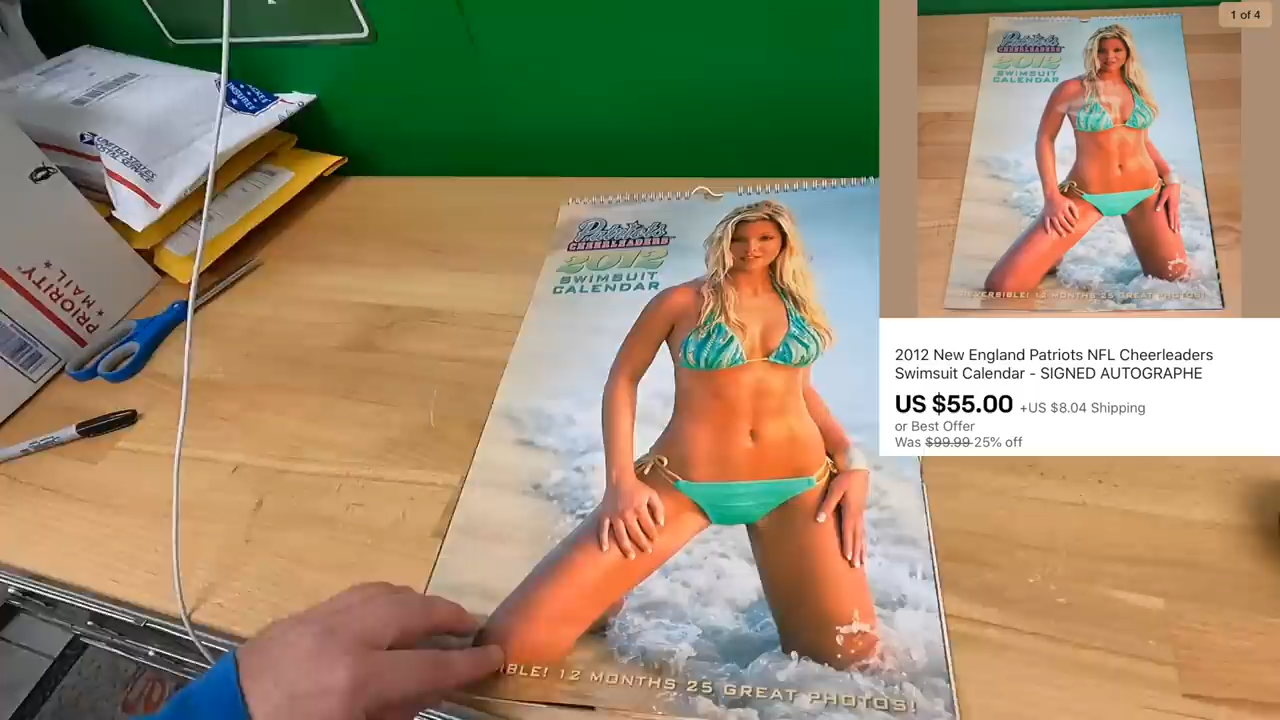 UNITED STATES
POSTAL SERVICE
PRIORITY
MAIL
Patriots
CHEERLEADERS
2012
SWIMSUIT
CALENDAR
IBLE! 12 MONTHS 25 GREAT PHOTOS!
1 of 4
Patriots
CHEERLEADERS
2012
SWIMSUIT
CALENDAR
REVERSIBLE! 12 MONTHS 25 GREAT PHOTOS!
2012 New England Patriots NFL Cheerleaders
Swimsuit Calendar - SIGNED AUTOGRAPHE
US $55.00 +US $8.04 Shipping
or Best Offer
Was $99.99 25% off